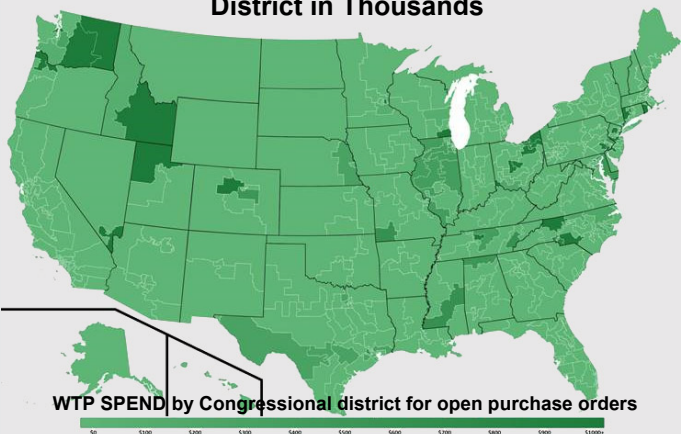 District in Thousands
WTP SPEND by Congressional district for open purchase orders
$0 $100 $200 $300 $400 $500 $600 $700 $800 $900 $1000+